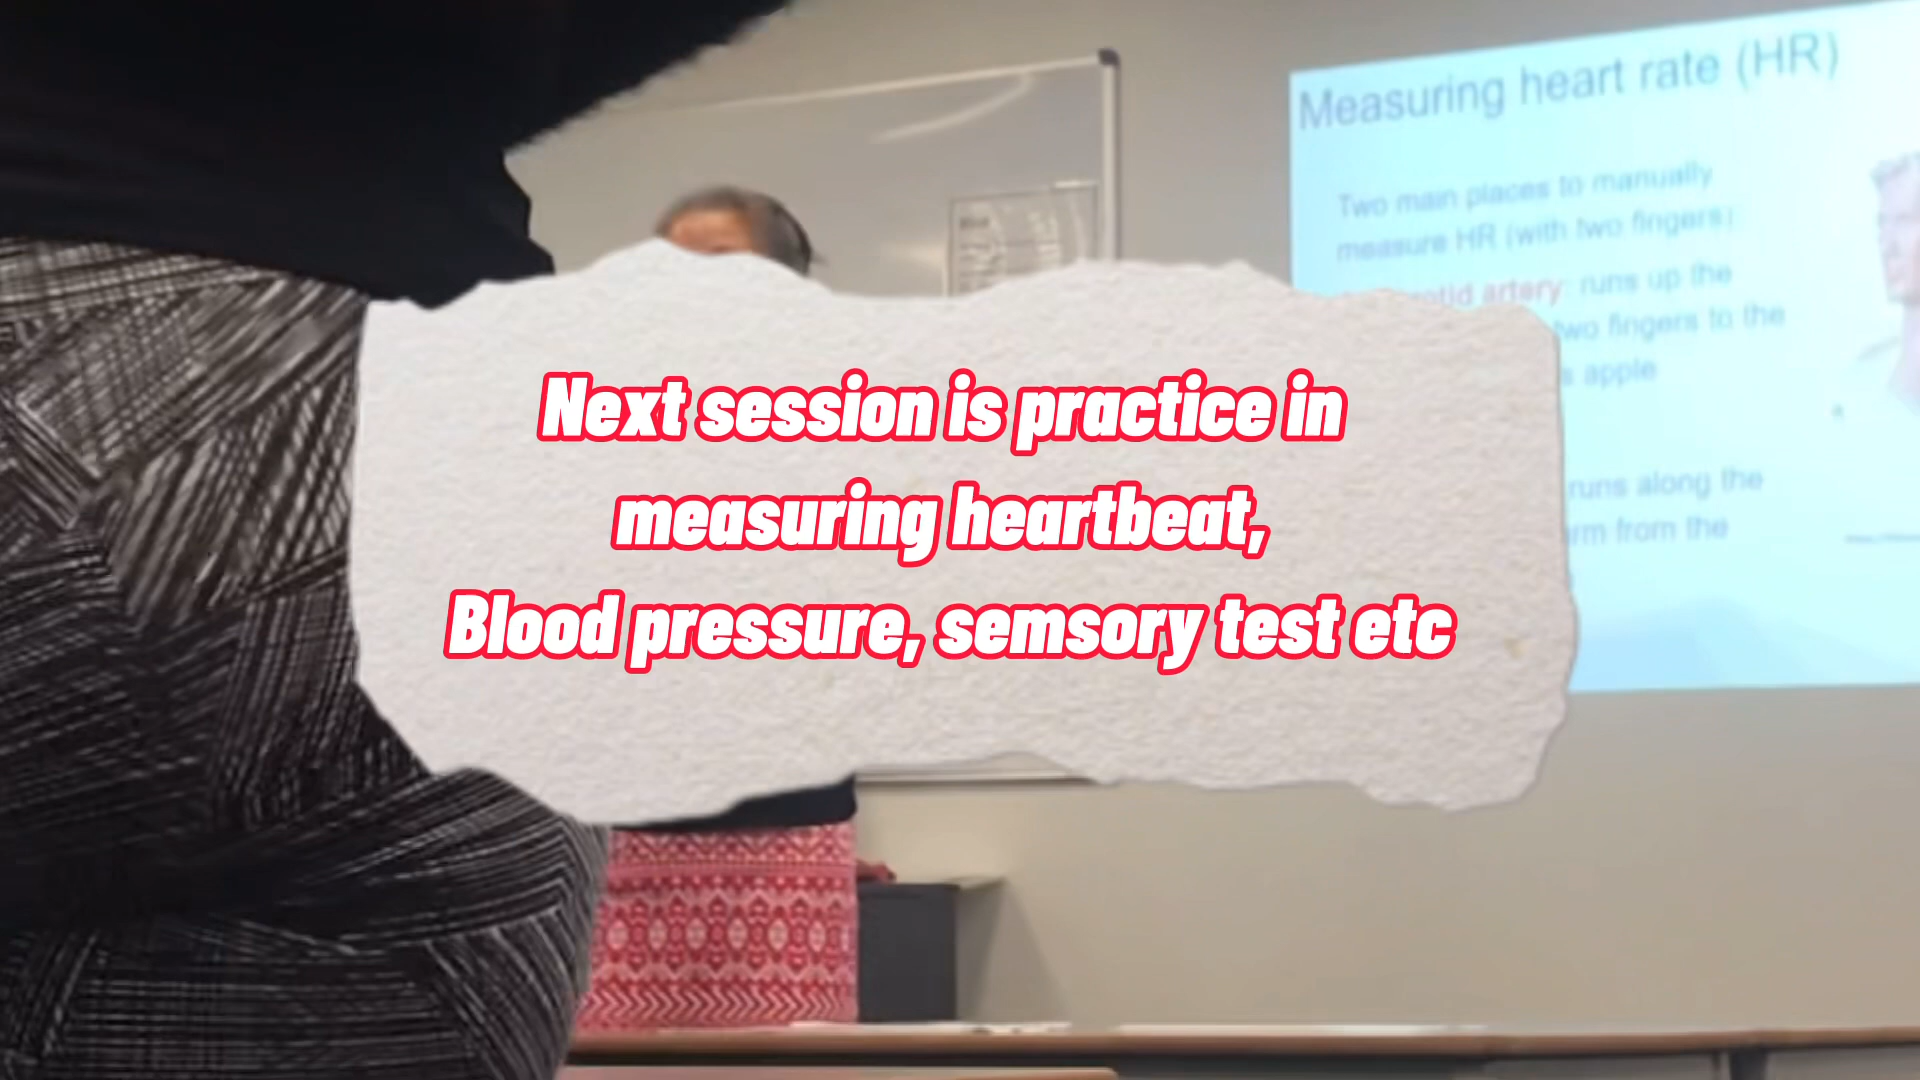 Measuring heart rate (HR)
Two main places to manually
measure HR (with two fingers)
artery: runs up the
two fingers to the
s apple
runs along the
rm from the
Next session is practice in
measuring heartbeat,
Blood pressure, semsory test etc